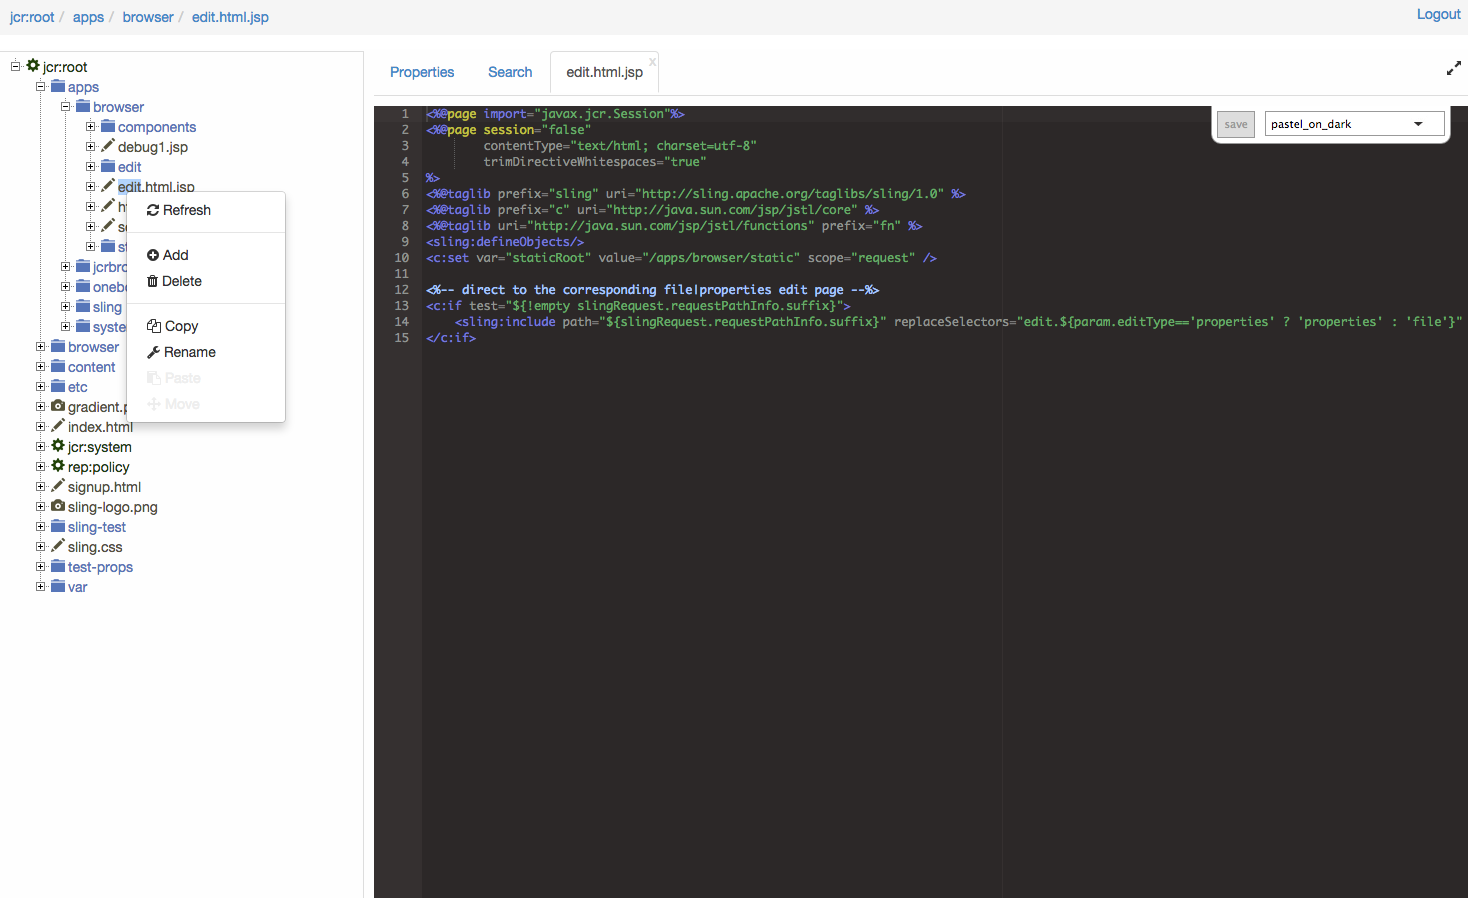 jcr:root / apps / browser / edit.html.jsp
Logout
jcr:root
apps
browser
components
debug1.jsp
edit
edit.html.jsp
jcrbro
onebo
sling
syste
browser
content
etc
gradient.p
index.html
jcr:system
rep:policy
signup.html
sling-logo.png
sling-test
sling.css
test-props
var
Refresh
Add
Delete
Copy
Rename
Paste
Move
Properties
Search
edit.html.jsp
x
save
pastel_on_dark
1 <%@page import="javax.jcr.Session"%>
2 <%@page session="false"
3 contentType="text/html; charset=utf-8"
4 trimDirectiveWhitespaces="true"
5 %>
6 <%@taglib prefix="sling" uri="http://sling.apache.org/taglibs/sling/1.0" %>
7 <%@taglib prefix="c" uri="http://java.sun.com/jsp/jstl/core" %>
8 <%@taglib uri="http://java.sun.com/jsp/jstl/functions" prefix="fn" %>
9 <sling:defineObjects/>
10 <c:set var="staticRoot" value="/apps/browser/static" scope="request" />
11
12 <%-- direct to the corresponding file|properties edit page --%>
13 <c:if test="${!empty slingRequest.requestPathInfo.suffix}">
14 <sling:include path="${slingRequest.requestPathInfo.suffix}" replaceSelectors="edit.${param.editType=='properties' ? 'properties' : 'file'}"
15 </c:if>